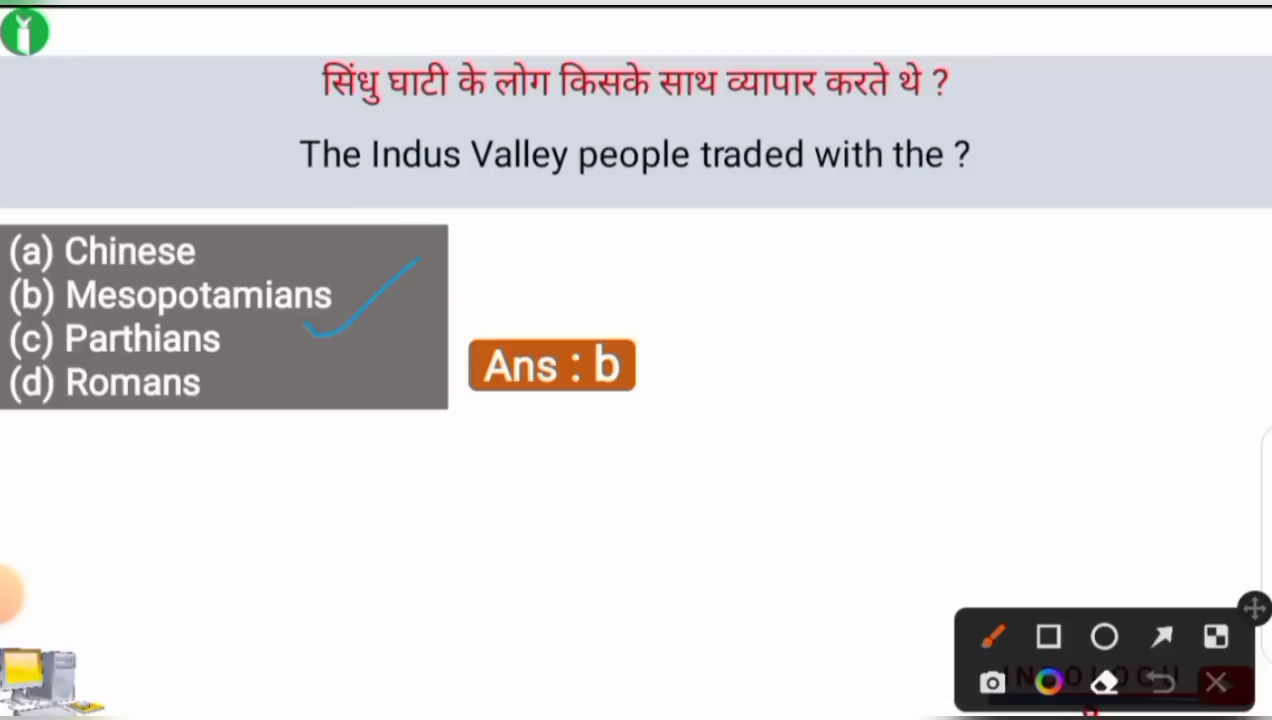 सिंधु घाटी के लोग किसके साथ व्यापार करते थे ?
The Indus Valley people traded with the ?
(a) Chinese
(b) Mesopotamians
(c) Parthians
(d) Romans
Ans : b